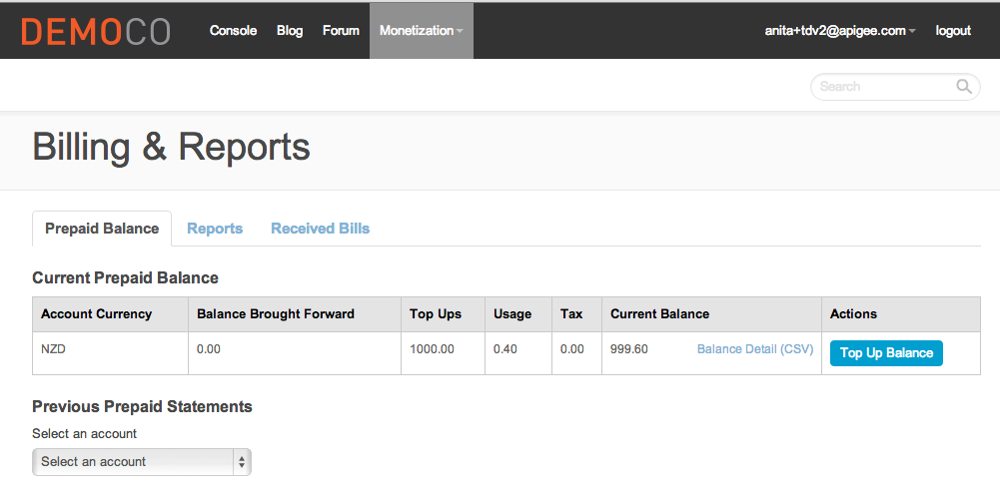 DEMOCO Console Blog Forum Monetization anita+tdv2@apigee.com logout
Search
Billing & Reports
Prepaid Balance Reports Received Bills
Current Prepaid Balance
Account Currency Balance Brought Forward Top Ups Usage Tax Current Balance Actions
NZD 0.00 1000.00 0.40 0.00 999.60 Balance Detail (CSV) Top Up Balance
Previous Prepaid Statements
Select an account
Select an account